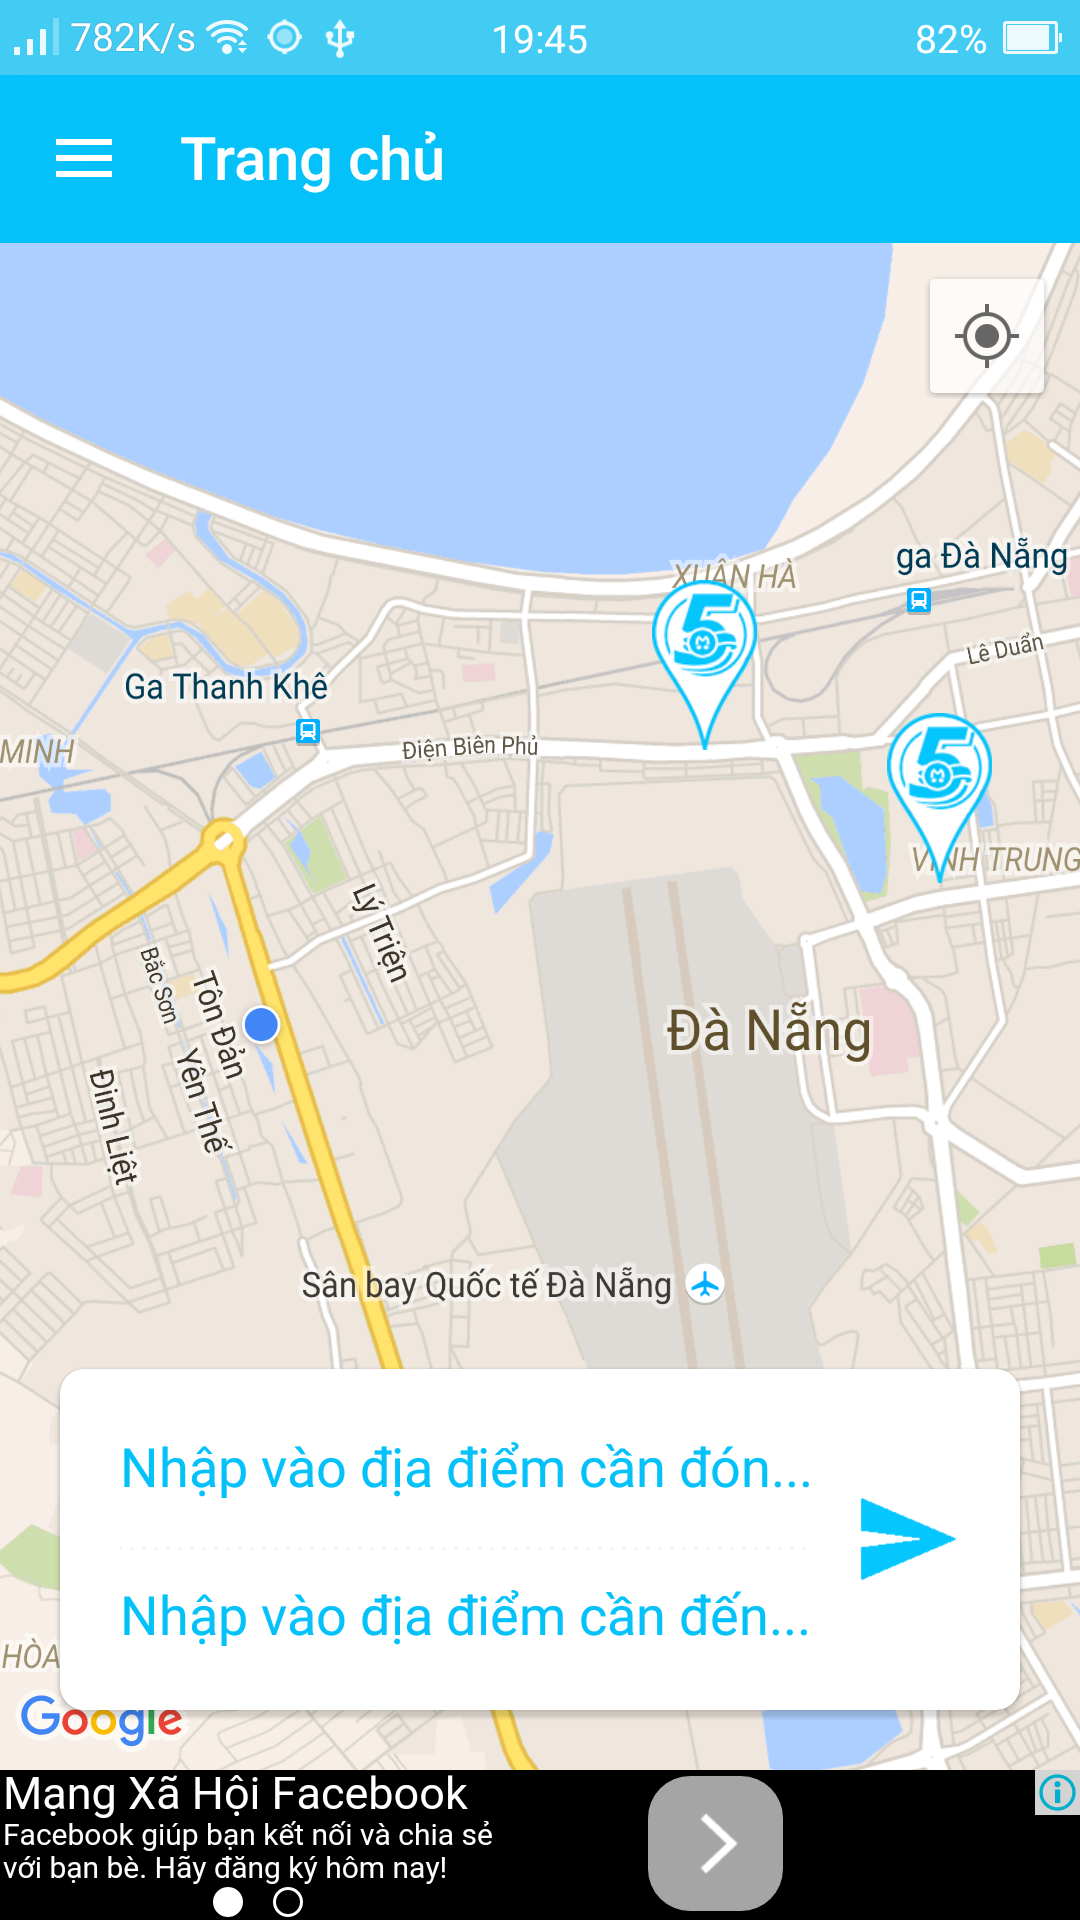 782K/s 19:45 82%
Trang chủ
XUÂN HÀ
ga Đà Nẵng
Lê Duẩn
Ga Thanh Khê
MINH
Điện Biên Phủ
VĨNH TRUNG
Lý Triện
Bắc Sơn
Tôn Đản
Yên Thế
Đinh Liệt
Đà Nẵng
Sân bay Quốc tế Đà Nẵng
Nhập vào địa điểm cần đón...
Nhập vào địa điểm cần đến...
HÒA
Google
Mạng Xã Hội Facebook
Facebook giúp bạn kết nối và chia sẻ
với bạn bè. Hãy đăng ký hôm nay!